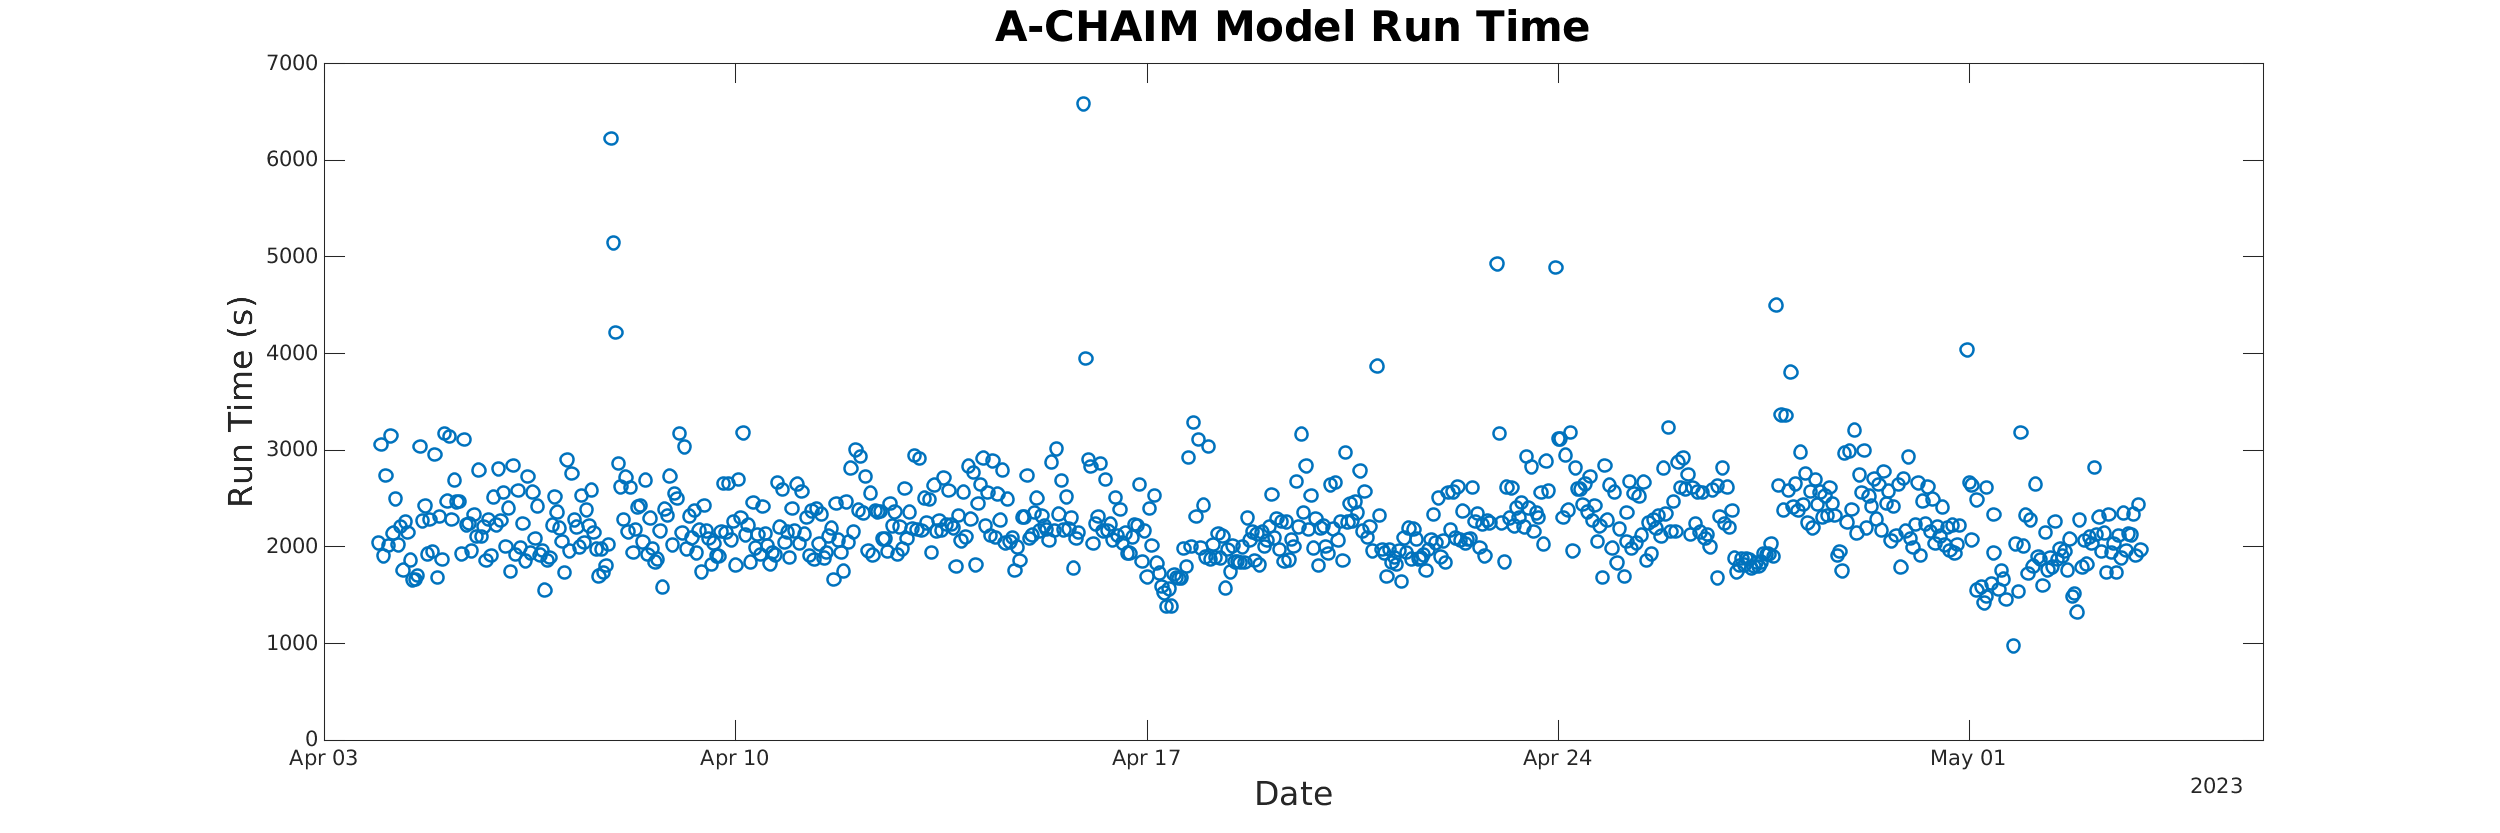 A-CHAIM Model Run Time
7000
6000
5000
4000
3000
2000
1000
0
Run Time (s)
Apr 03 Apr 10 Apr 17 Apr 24 May 01
2023
Date